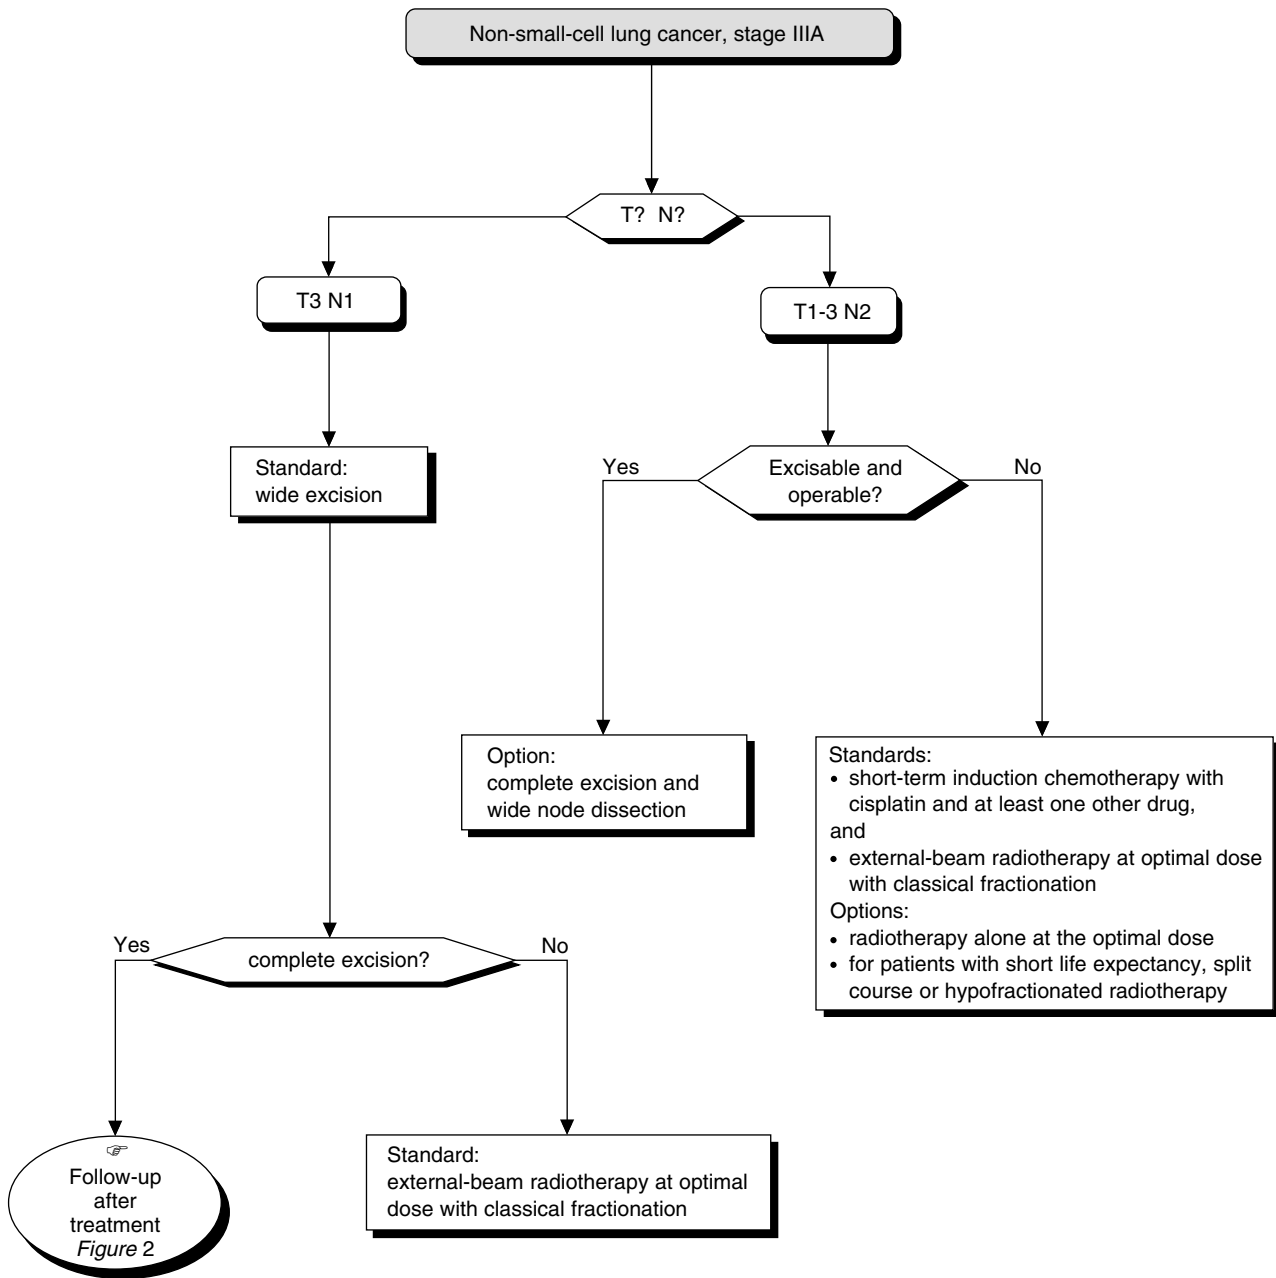 Non-small-cell lung cancer, stage IIIA
T? N?
T3 N1
T1-3 N2
Standard:
wide excision
Yes
Excisable and
operable?
No
Option:
complete excision and
wide node dissection
Standards:
• short-term induction chemotherapy with
cisplatin and at least one other drug,
and
• external-beam radiotherapy at optimal dose
with classical fractionation
Options:
• radiotherapy alone at the optimal dose
• for patients with short life expectancy, split
course or hypofractionated radiotherapy
Yes
complete excision?
No
☞
Follow-up
after
treatment
Figure 2
Standard:
external-beam radiotherapy at optimal
dose with classical fractionation